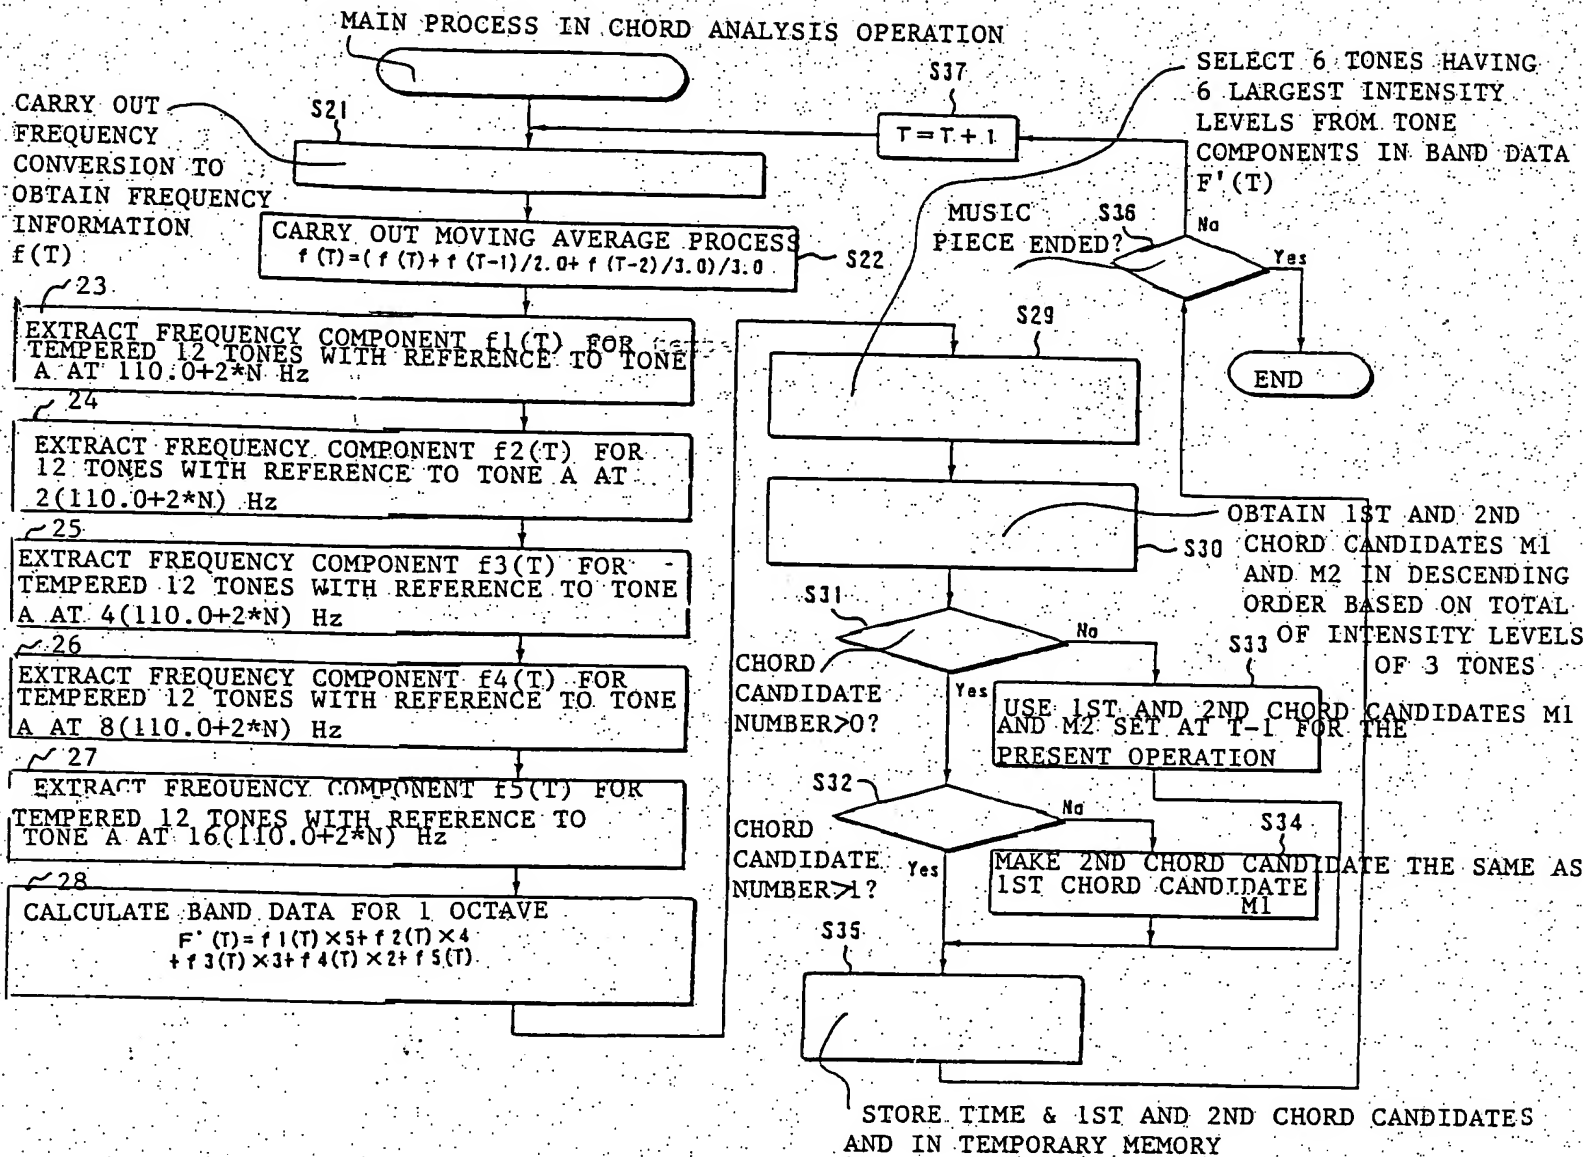 MAIN PROCESS IN CHORD ANALYSIS OPERATION
CARRY OUT
FREQUENCY
CONVERSION TO
OBTAIN FREQUENCY
INFORMATION
f(T)
S21
CARRY OUT MOVING AVERAGE PROCESS
f(T)=(f(T)+f(T-1)/2.0+f(T-2)/3.0)/3.0
S22
23
EXTRACT FREQUENCY COMPONENT f1(T) FOR
TEMPERED 12 TONES WITH REFERENCE TO TONE
A AT 110.0+2*N Hz
24
EXTRACT FREQUENCY COMPONENT f2(T) FOR
12 TONES WITH REFERENCE TO TONE A AT
2(110.0+2*N) Hz
25
EXTRACT FREQUENCY COMPONENT f3(T) FOR
TEMPERED 12 TONES WITH REFERENCE TO TONE
A AT 4(110.0+2*N) Hz
26
EXTRACT FREQUENCY COMPONENT f4(T) FOR
TEMPERED 12 TONES WITH REFERENCE TO TONE
A AT 8(110.0+2*N) Hz
27
EXTRACT FREQUENCY COMPONENT f5(T) FOR
TEMPERED 12 TONES WITH REFERENCE TO
TONE A AT 16(110.0+2*N) Hz
28
CALCULATE BAND DATA FOR 1 OCTAVE
F'(T)=f1(T)×5+f2(T)×4
+f3(T)×3+f4(T)×2+f5(T)
S37
T=T+1
SELECT 6 TONES HAVING
6 LARGEST INTENSITY
LEVELS FROM TONE
COMPONENTS IN BAND DATA
F'(T)
MUSIC
PIECE ENDED?
S36
No
Yes
END
S29
S30
OBTAIN 1ST AND 2ND
CHORD CANDIDATES M1
AND M2 IN DESCENDING
ORDER BASED ON TOTAL
OF INTENSITY LEVELS
OF 3 TONES
S31
CHORD
CANDIDATE
NUMBER>0?
No
Yes
S33
USE 1ST AND 2ND CHORD CANDIDATES M1
AND M2 SET AT T-1 FOR THE
PRESENT OPERATION
S32
CHORD
CANDIDATE
NUMBER>1?
No
Yes
S34
MAKE 2ND CHORD CANDIDATE THE SAME AS
1ST CHORD CANDIDATE
M1
S35
STORE TIME & 1ST AND 2ND CHORD CANDIDATES
AND IN TEMPORARY MEMORY